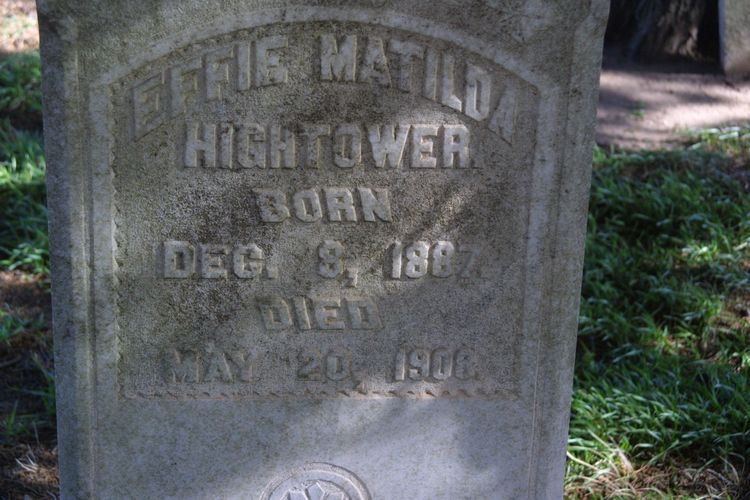 EFFIE MATILDA
HIGHTOWER.
BORN
DEC. 8, 1887.
DIED
MAY 20, 1906.